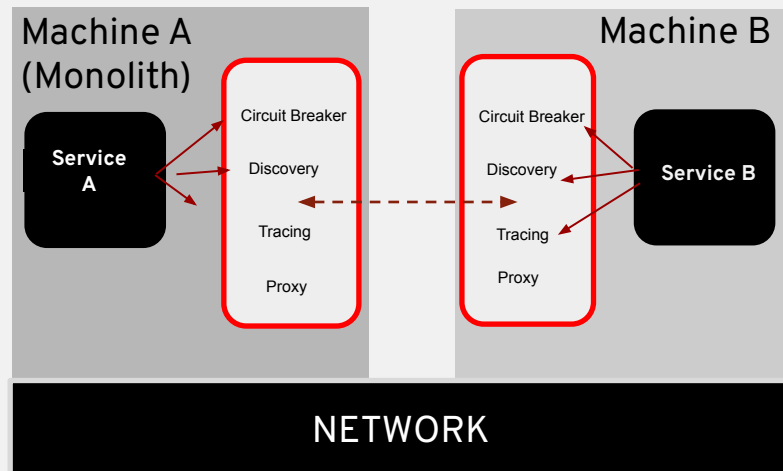 Machine A
(Monolith)
Service
A
Circuit Breaker
Discovery
Tracing
Proxy
Machine B
Circuit Breaker
Discovery
Tracing
Proxy
Service B
NETWORK